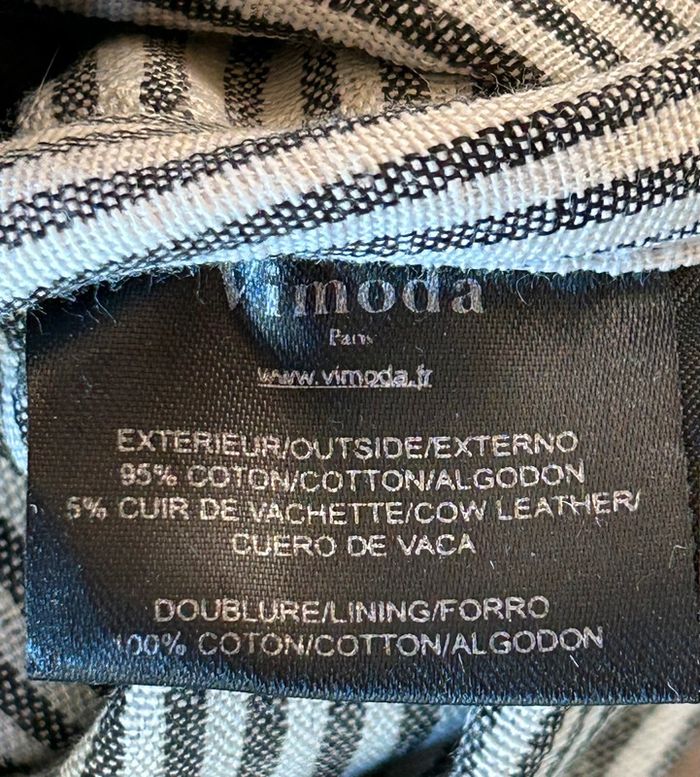 Vimoda
Paris
www.vimoda.fr
EXTERIEUR/OUTSIDE/EXTERNO
95% COTON/COTTON/ALGODON
5% CUIR DE VACHETTE/COW LEATHER/
CUERO DE VACA
DOUBLURE/LINING/FORRO
100% COTON/COTTON/ALGODON